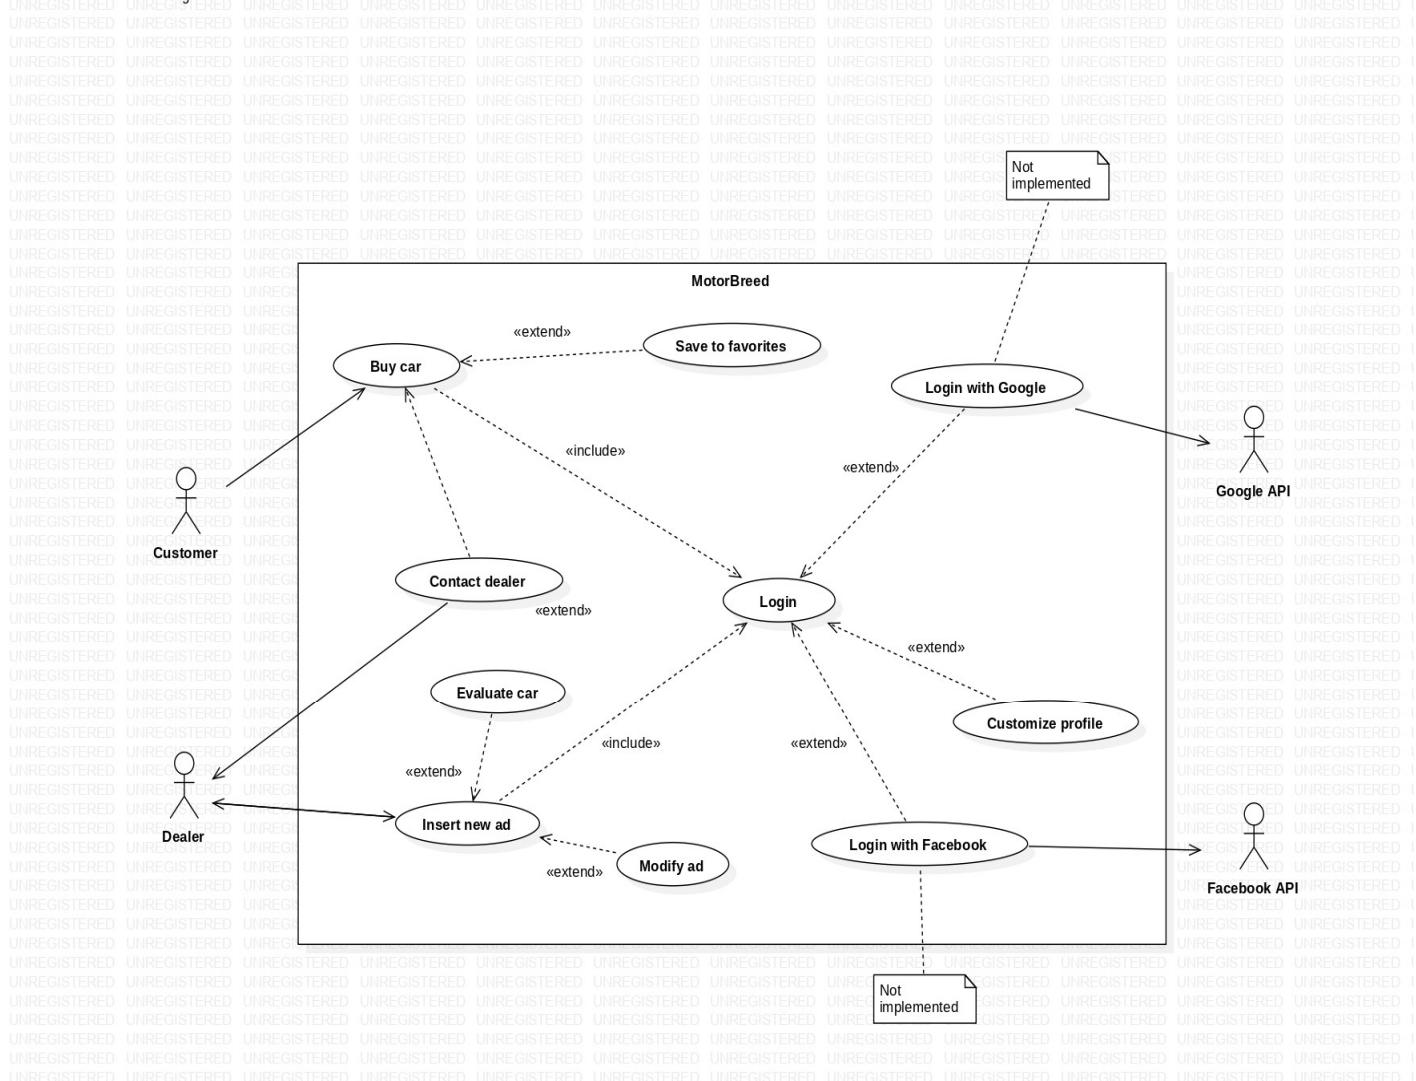 Not
implemented
MotorBreed
«extend»
Save to favorites
Buy car
Login with Google
«include»
«extend»
Google API
Customer
Contact dealer
Login
«extend»
«extend»
Evaluate car
Customize profile
«include»
«extend»
«extend»
Dealer
Insert new ad
Login with Facebook
Modify ad
«extend»
Facebook API
Not
implemented
UNREGISTERED